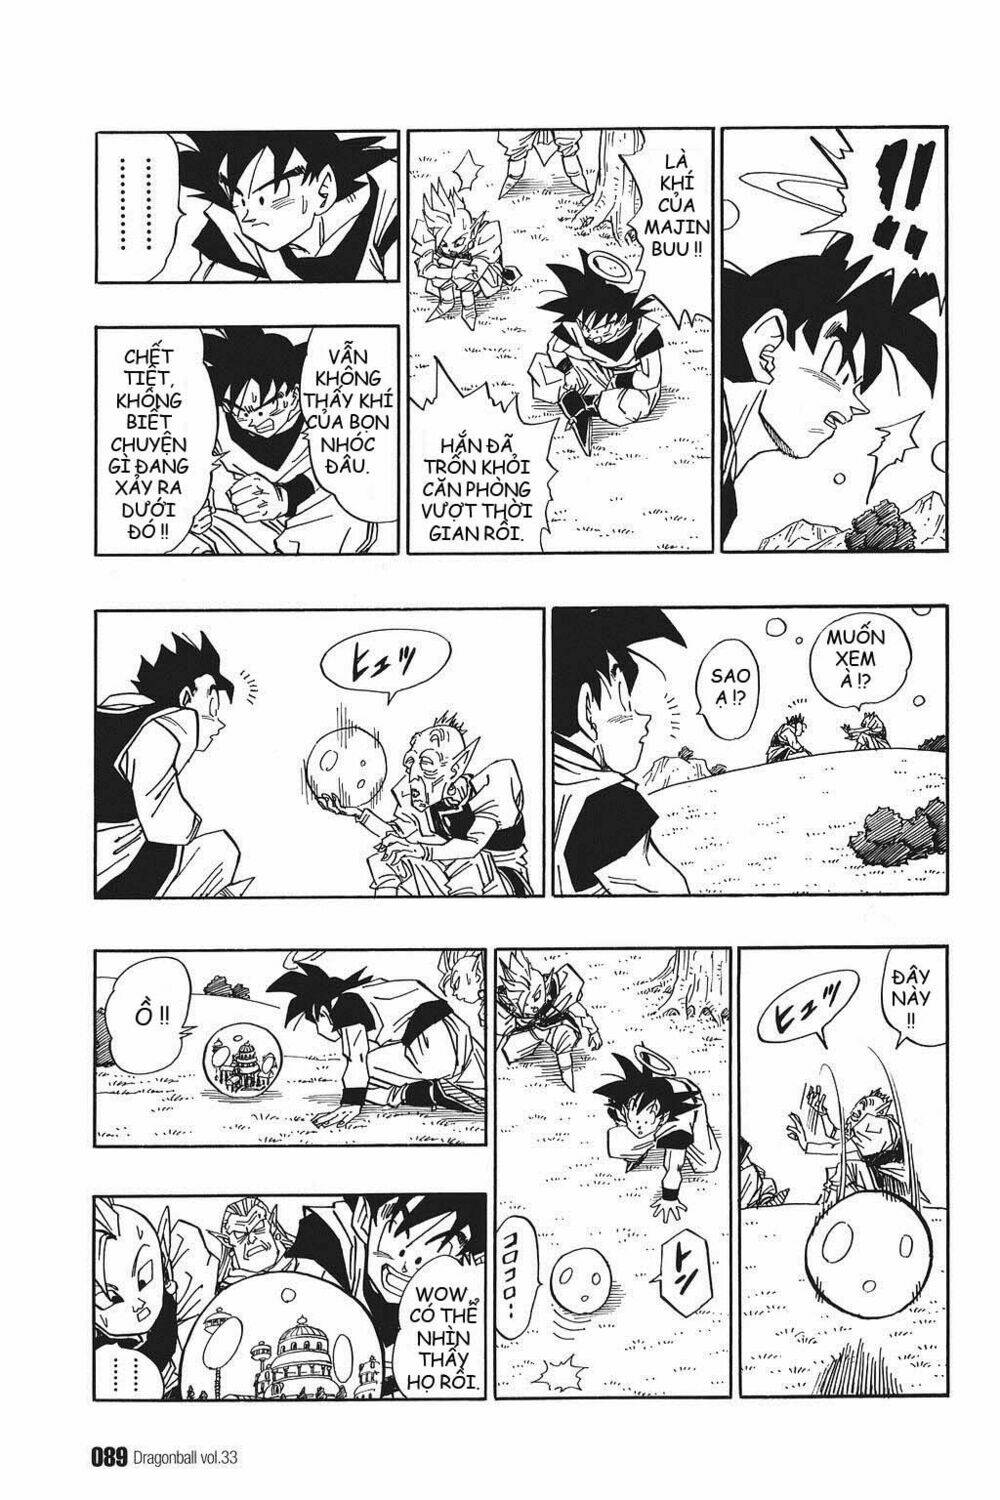 !!
LÀ
KHÍ
CỦA
MAJIN
BUU !!
HẮN ĐÃ
TRỐN KHỎI
CĂN PHÒNG
VƯỢT THỜI
GIAN RỒI.
⋮⋮
VẪN
KHÔNG
THẤY KHÍ
CỦA BỌN
NHÓC
ĐÂU.
CHẾT
TIỆT,
KHÔNG
BIẾT
CHUYỆN
GÌ ĐANG
XẢY RA
DƯỚI
ĐÓ !!
MUỐN
XEM
À !?
SAO
Ạ !?
ヒュッ
ĐÂY
NÀY
!!
ヒュッ
トン
コロコロ…
Ồ !!
WOW
CÓ THỂ
NHÌN
THẤY
HỌ RỒI.
⋮⋮
089 Dragonball vol.33